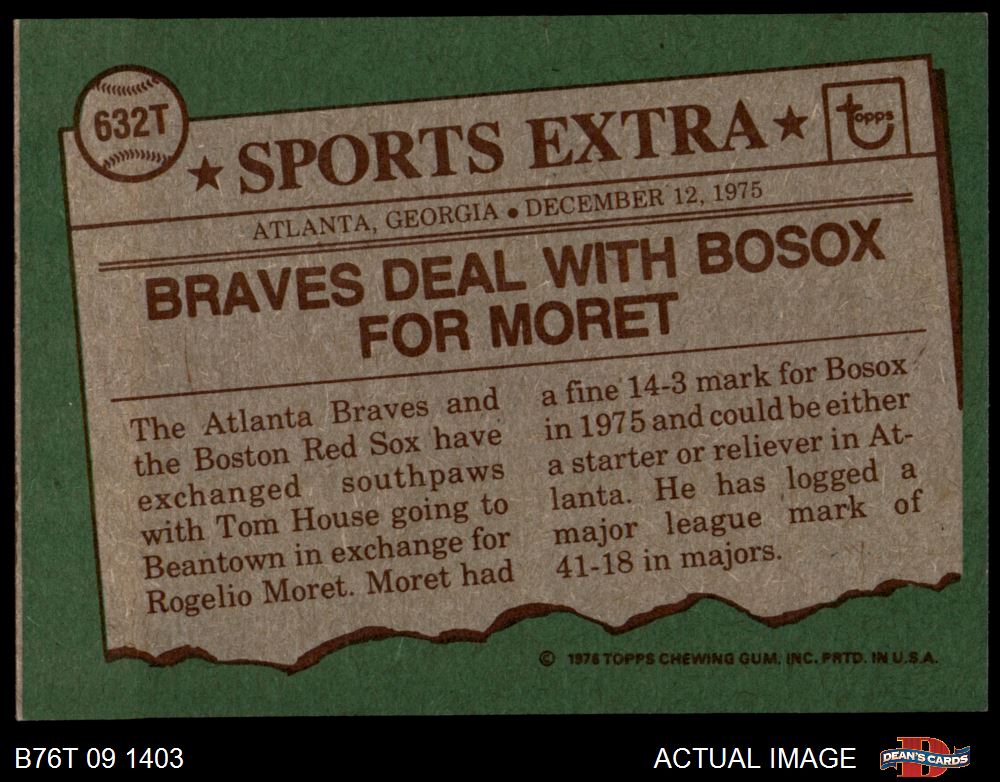 632T
★ SPORTS EXTRA ★
topps
ATLANTA, GEORGIA • DECEMBER 12, 1975
BRAVES DEAL WITH BOSOX
FOR MORET
The Atlanta Braves and
the Boston Red Sox have
exchanged southpaws
with Tom House going to
Beantown in exchange for
Rogelio Moret. Moret had
a fine 14-3 mark for Bosox
in 1975 and could be either
a starter or reliever in At-
lanta. He has logged a
major league mark of
41-18 in majors.
© 1976 TOPPS CHEWING GUM, INC. PRTD. IN U.S.A.
B76T 09 1403
ACTUAL IMAGE
DEAN'S CARDS